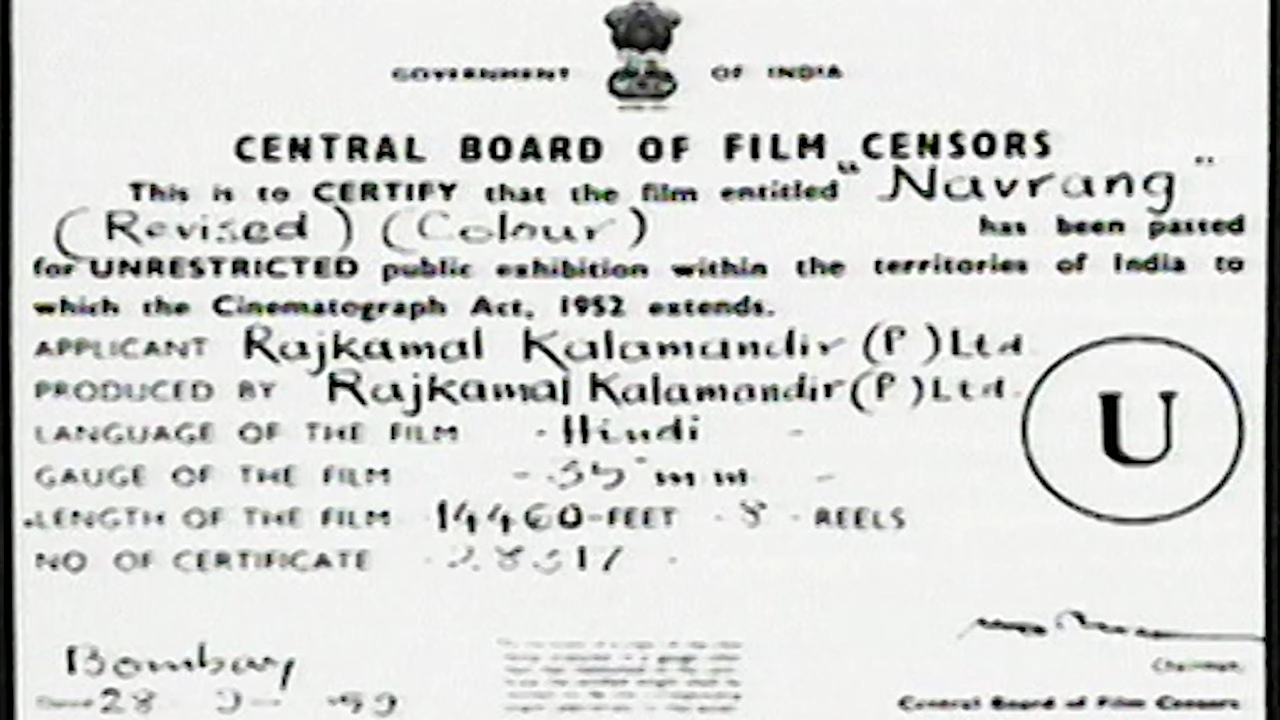 GOVERNMENT OF INDIA
CENTRAL BOARD OF FILM CENSORS
This is to CERTIFY that the film entitled "Navrang"
(Revised) (Colour) has been passed
for UNRESTRICTED public exhibition within the territories of India to
which the Cinematograph Act, 1952 extends.
APPLICANT Rajkamal Kalamandir (P) Ltd
PRODUCED BY Rajkamal Kalamandir (P) Ltd.
U
LANGUAGE OF THE FILM - Hindi -
GAUGE OF THE FILM - 35 mm -
LENGTH OF THE FILM 14460-FEET - 8 - REELS
NO OF CERTIFICATE
Bombay
Chairman
Central Board of Film Censors